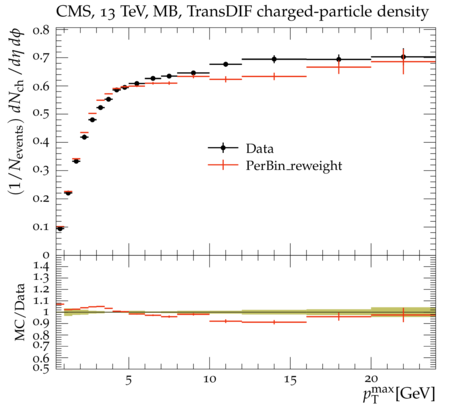 CMS, 13 TeV, MB, TransDIF charged-particle density
(1/N_events) dN_ch/dη dϕ
0.8
0.7
0.6
0.5
0.4
0.3
0.2
0.1
0
Data
PerBin_reweight
MC/Data
1.4
1.3
1.2
1.1
1
0.9
0.8
0.7
0.6
0.5
5 10 15 20
p_T^max[GeV]